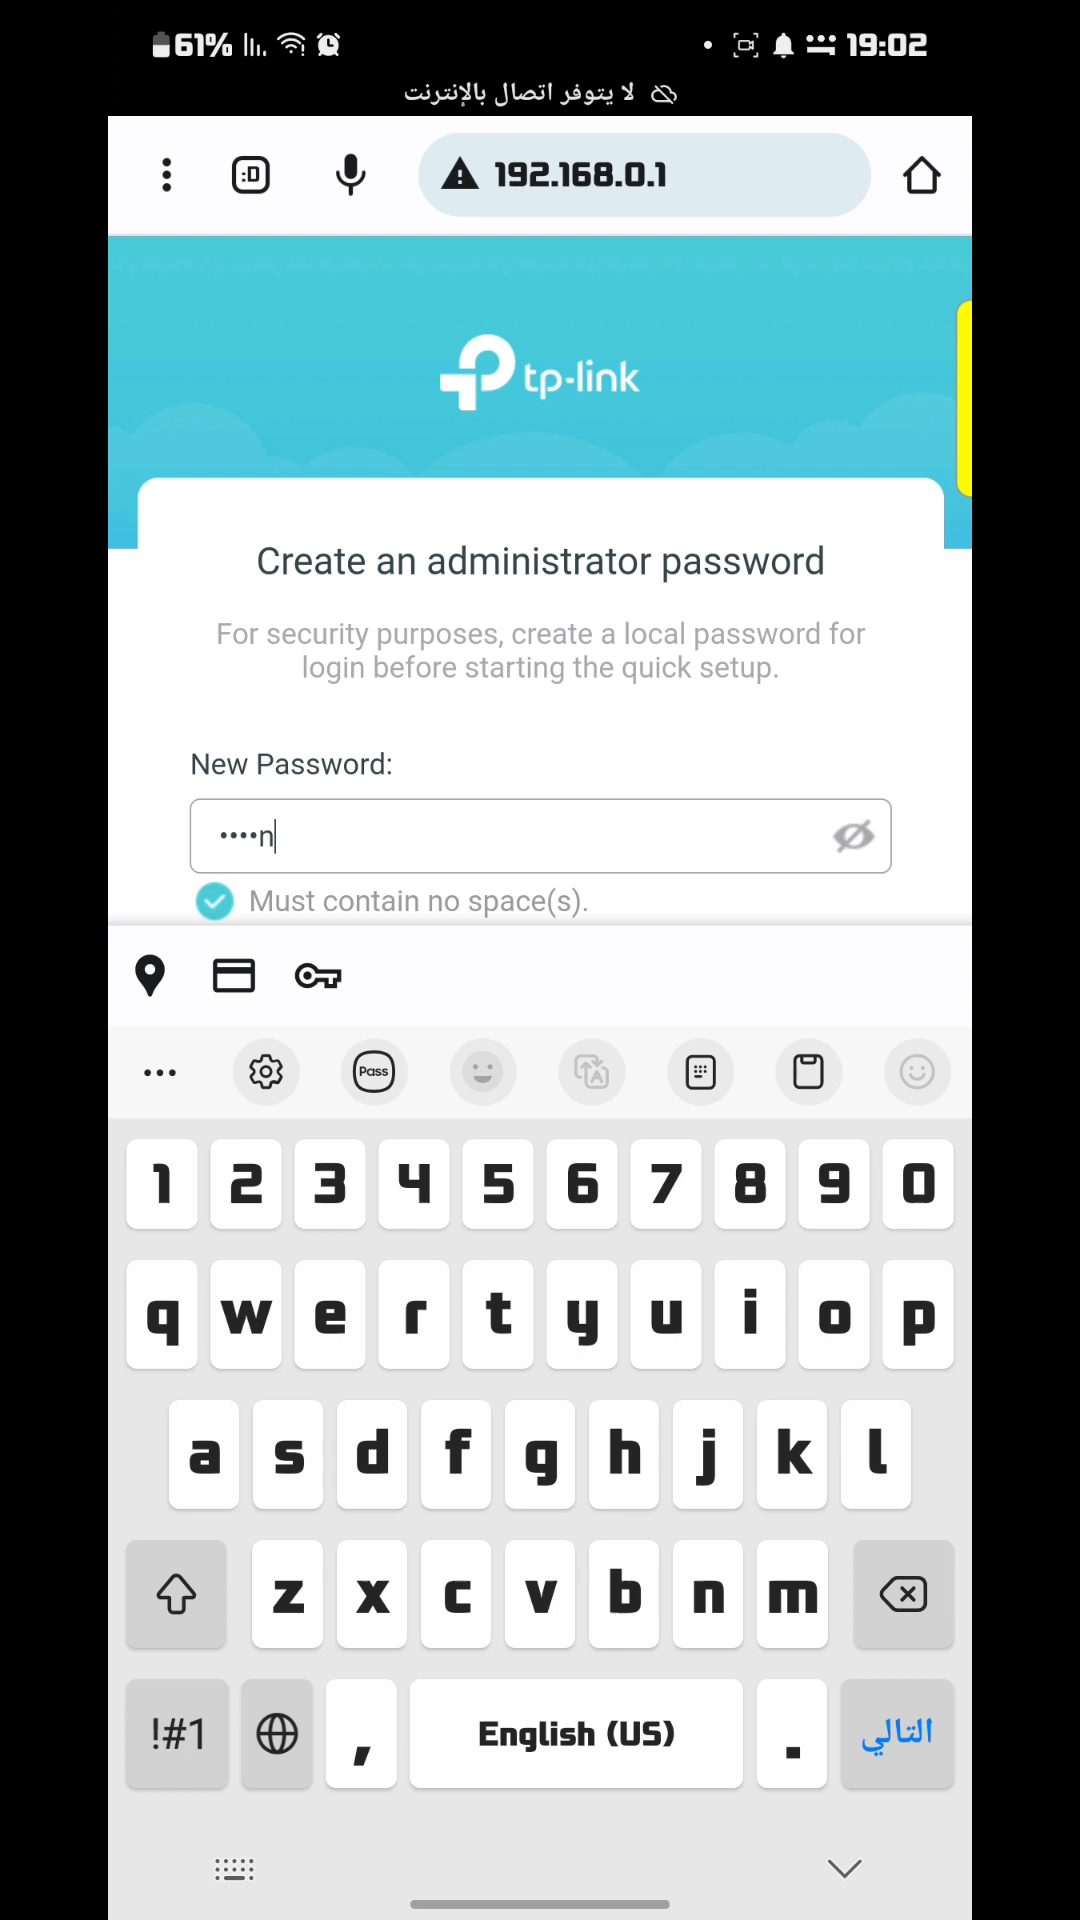 61%
19:02
لا يتوفر اتصال بالإنترنت
:D
192.168.0.1
tp-link
Create an administrator password
For security purposes, create a local password for
login before starting the quick setup.
New Password:
••••n
Must contain no space(s).
Pass
1 2 3 4 5 6 7 8 9 0
q w e r t y u i o p
a s d f g h j k l
z x c v b n m
!#1 , English (US) . التالي